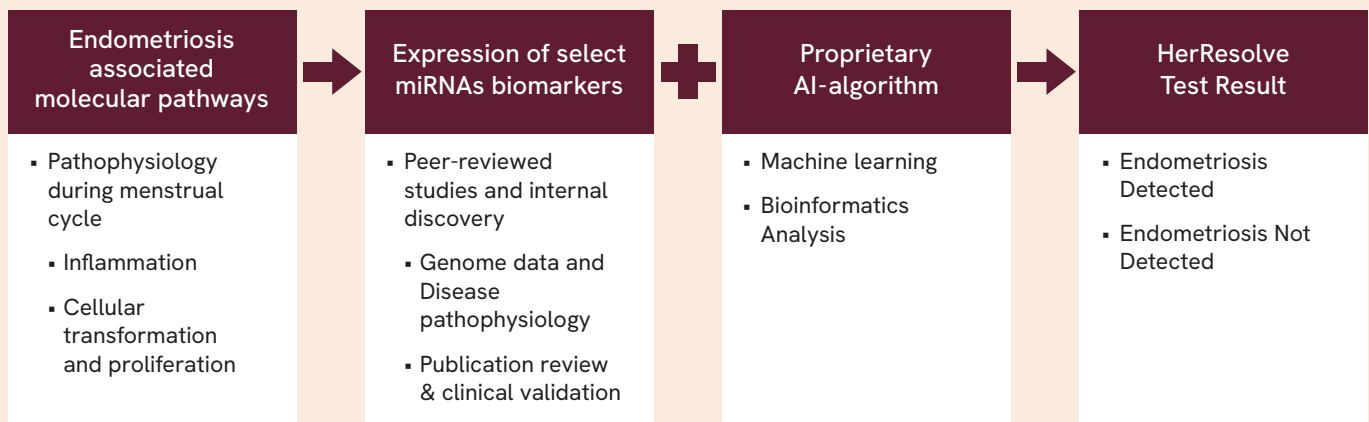 Endometriosis
associated
molecular pathways
▪ Pathophysiology
during menstrual
cycle
▪ Inflammation
▪ Cellular
transformation
and proliferation
Expression of select
miRNAs biomarkers
▪ Peer-reviewed
studies and internal
discovery
▪ Genome data and
Disease
pathophysiology
▪ Publication review
& clinical validation
Proprietary
AI-algorithm
▪ Machine learning
▪ Bioinformatics
Analysis
HerResolve
Test Result
▪ Endometriosis
Detected
▪ Endometriosis Not
Detected